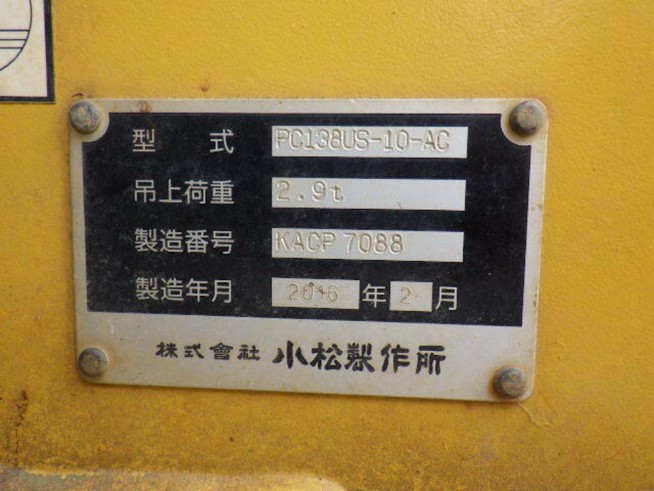 型 式 PC138US-10-AC
吊上荷重 2.9t
製造番号 KACP 7088
製造年月 2016 年 2 月
株式會社 小松製作所